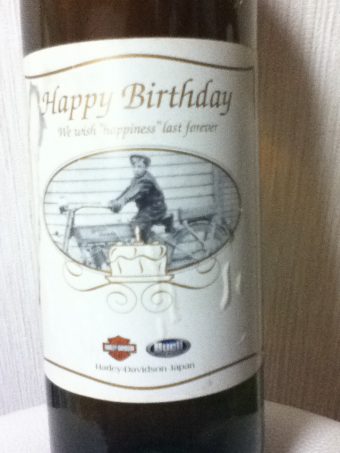 Happy Birthday
We wish "happiness" last forever
HARLEY-DAVIDSON
Buell
Harley-Davidson Japan